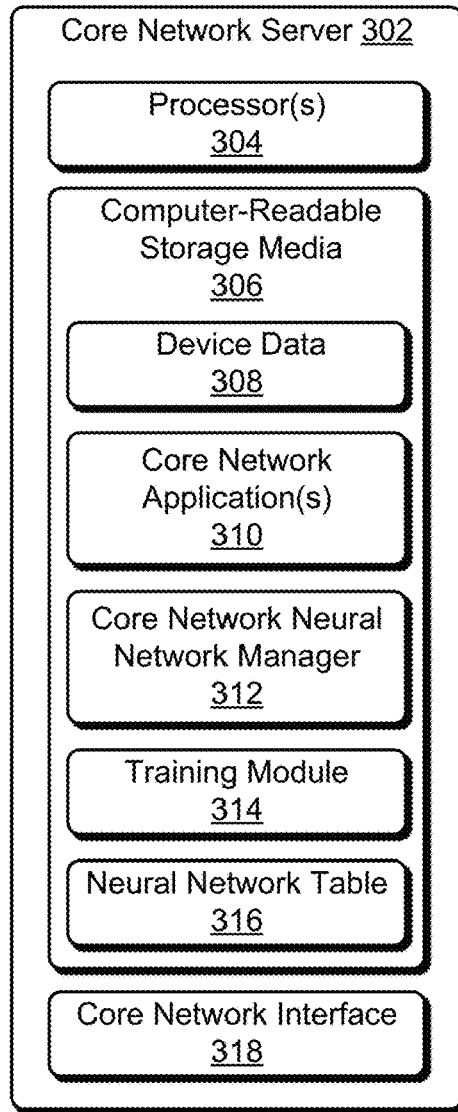 Core Network Server 302
Processor(s)
304
Computer-Readable
Storage Media
306
Device Data
308
Core Network
Application(s)
310
Core Network Neural
Network Manager
312
Training Module
314
Neural Network Table
316
Core Network Interface
318